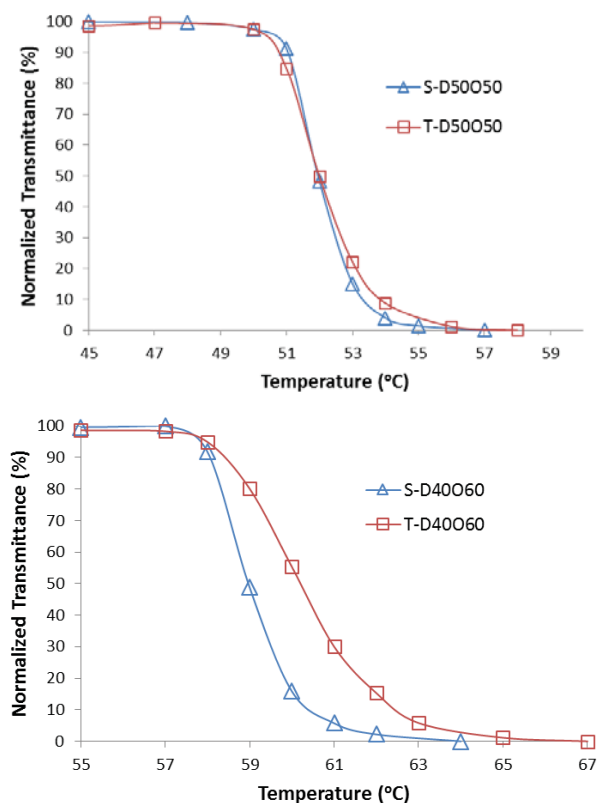 Normalized Transmittance (%)
100
90
80
70
60
50
40
30
20
10
0
45 47 49 51 53 55 57 59
Temperature (°C)
S-D50O50
T-D50O50
Normalized Transmittance (%)
100
90
80
70
60
50
40
30
20
10
0
55 57 59 61 63 65 67
Temperature (°C)
S-D40O60
T-D40O60